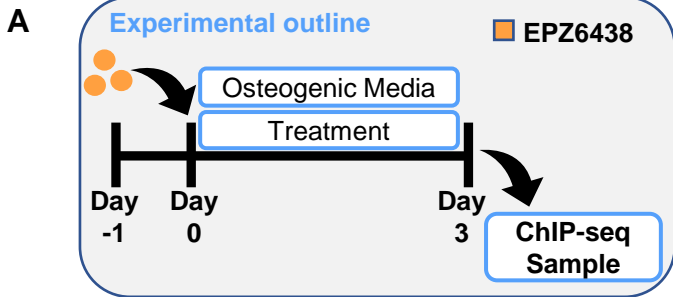 A
Experimental outline
EPZ6438
Osteogenic Media
Treatment
Day
-1
Day
0
Day
3
ChIP-seq
Sample